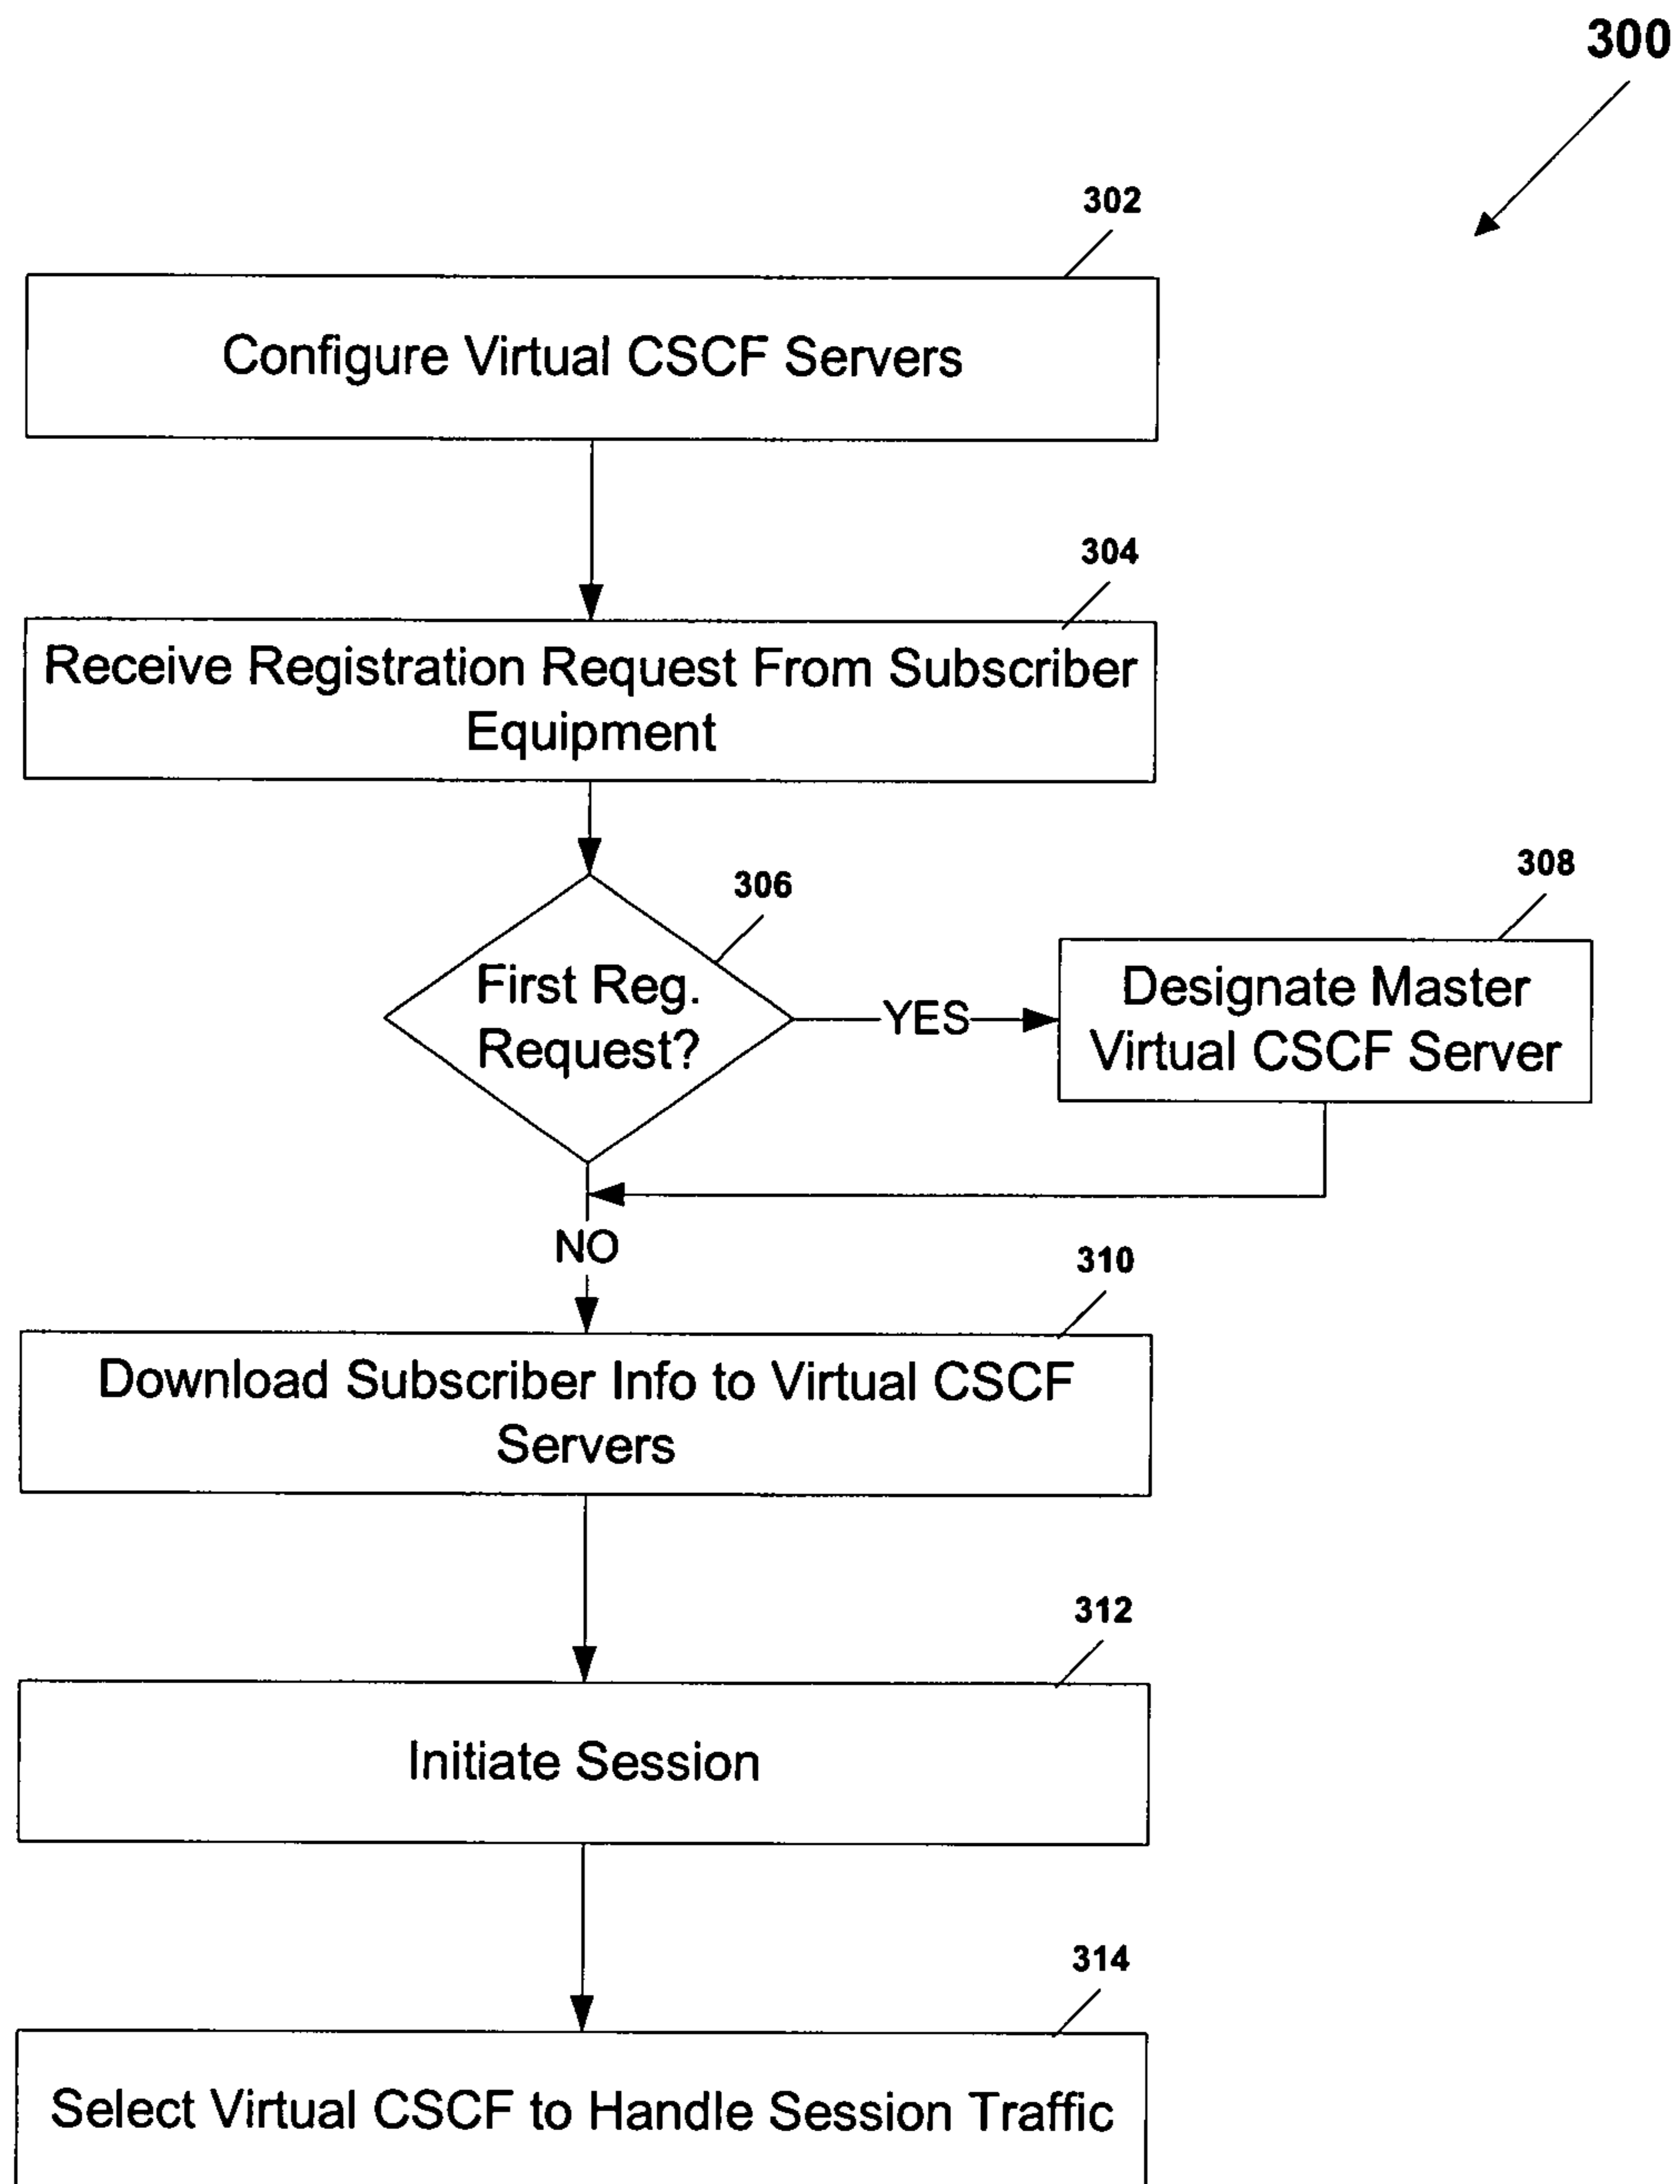 300
302
Configure Virtual CSCF Servers
304
Receive Registration Request From Subscriber
Equipment
306
First Reg.
Request?
YES
308
Designate Master
Virtual CSCF Server
NO
310
Download Subscriber Info to Virtual CSCF
Servers
312
Initiate Session
314
Select Virtual CSCF to Handle Session Traffic